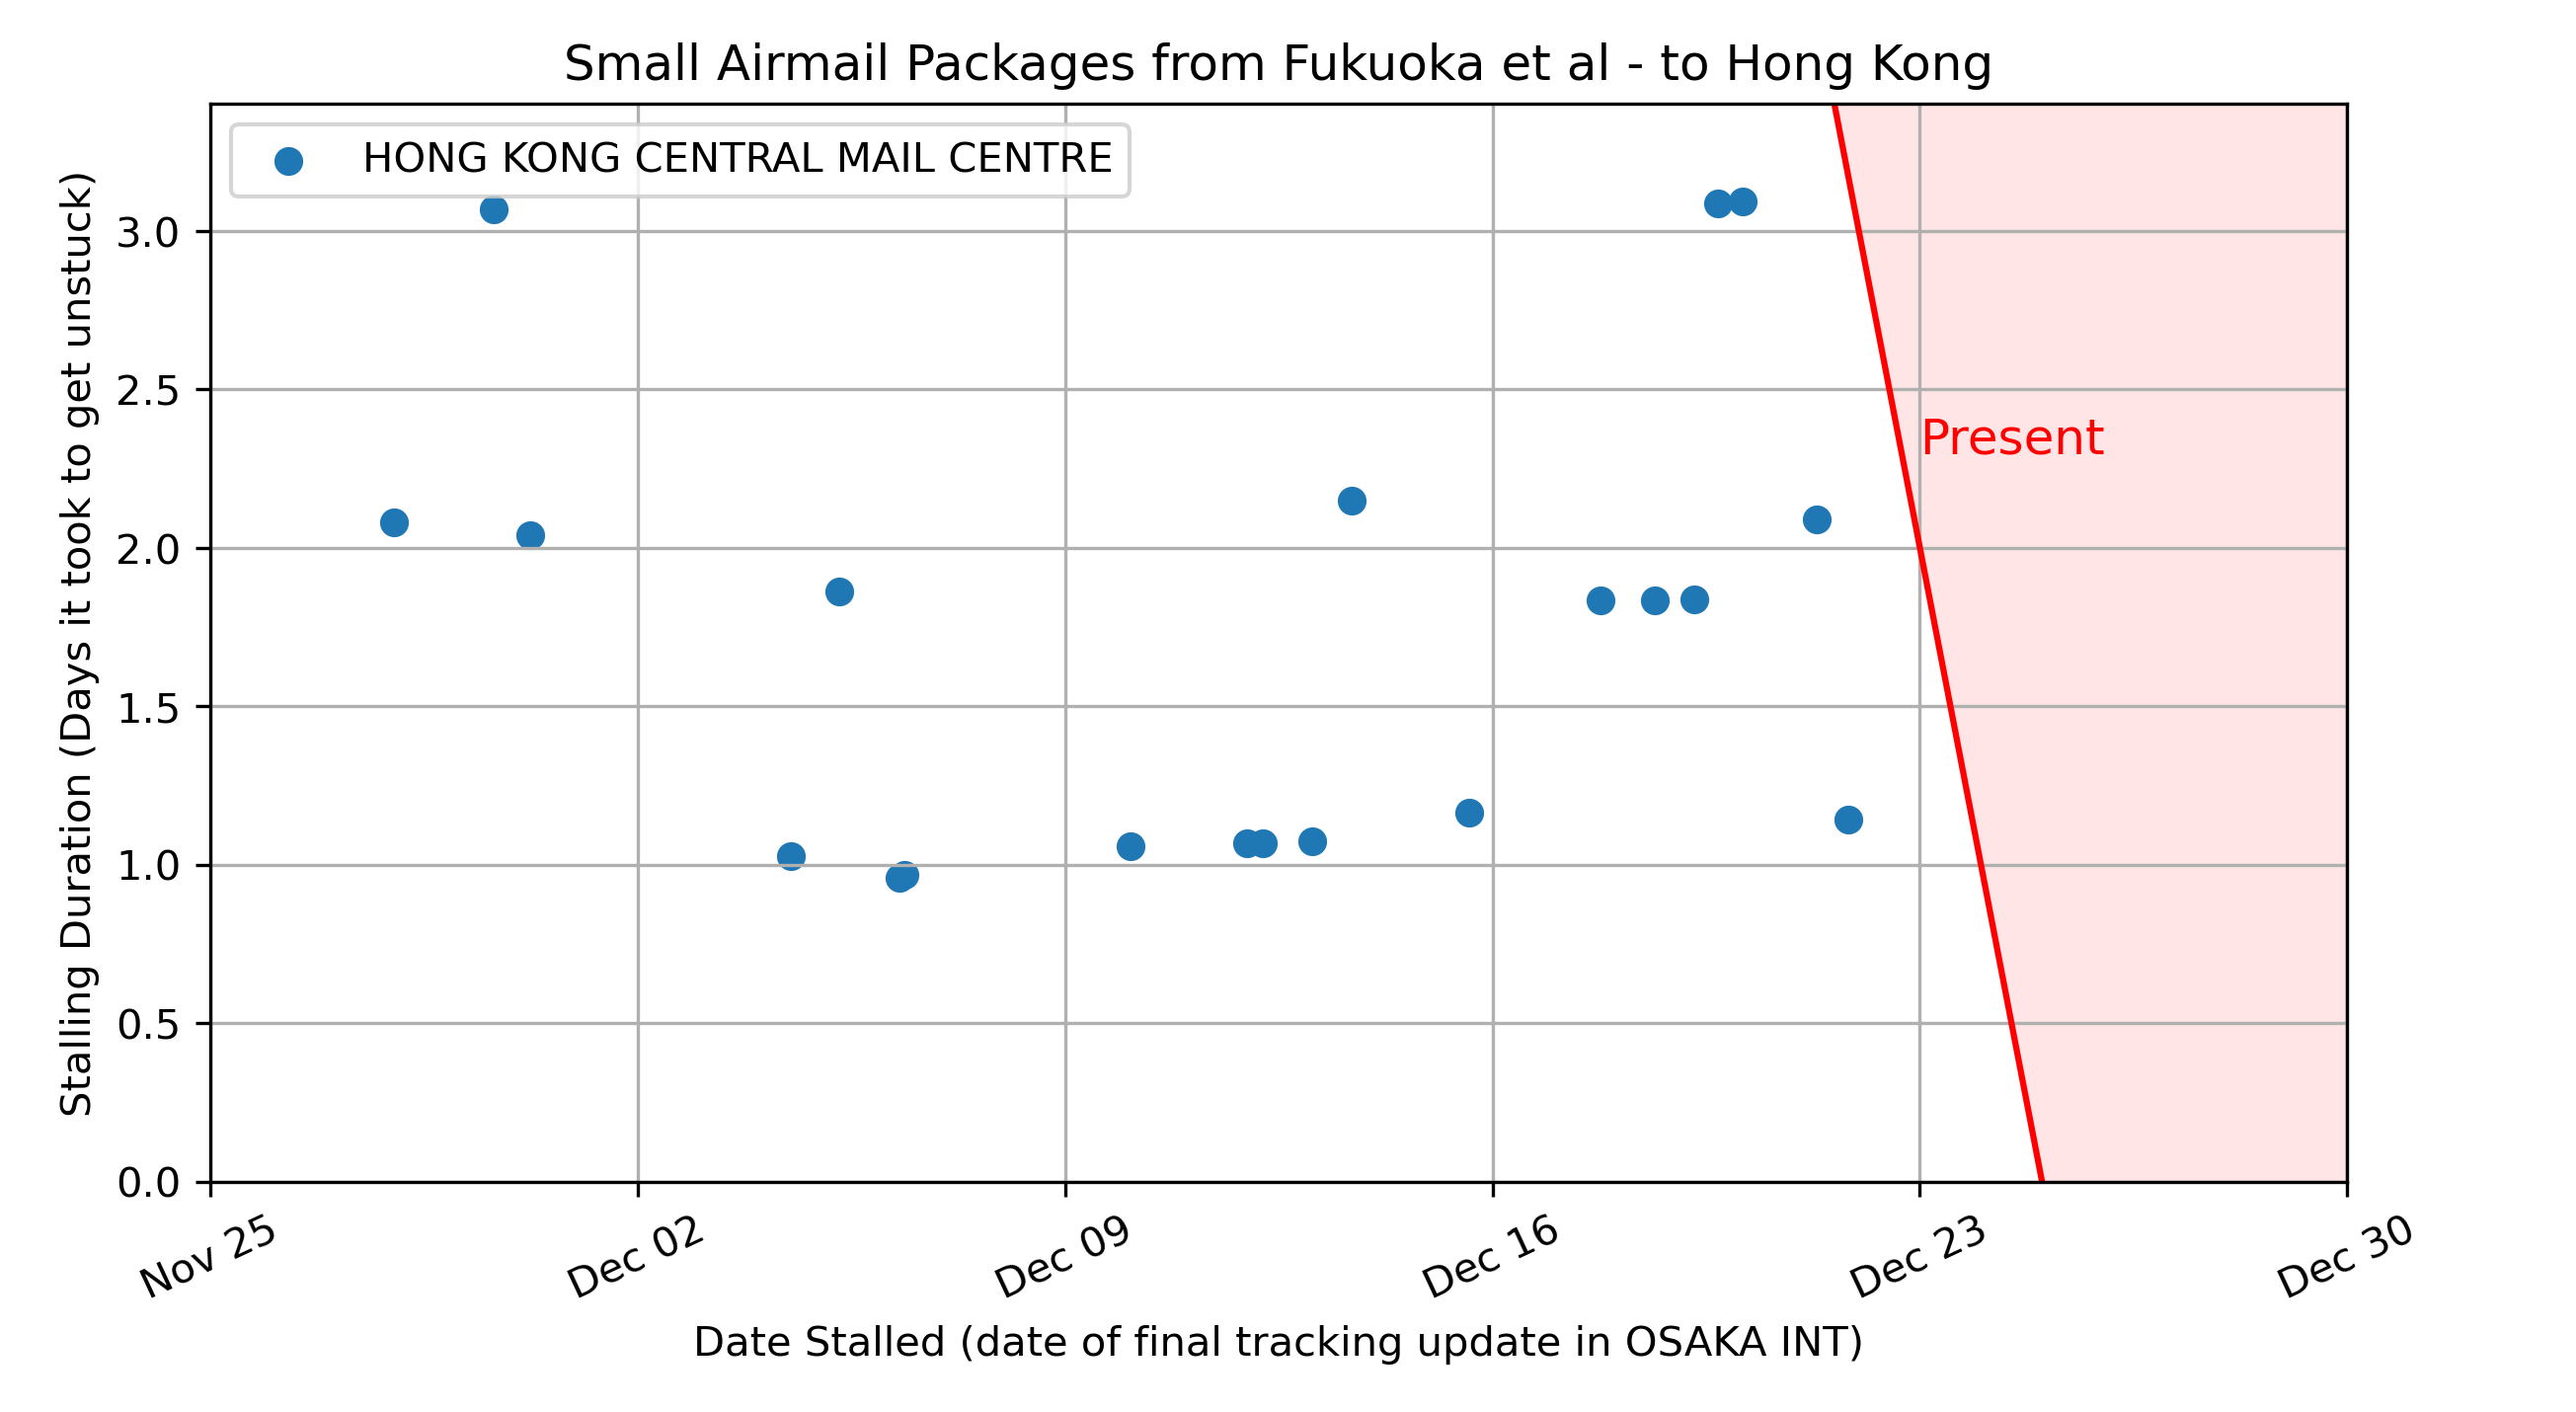 Small Airmail Packages from Fukuoka et al - to Hong Kong
HONG KONG CENTRAL MAIL CENTRE
Stalling Duration (Days it took to get unstuck)
3.0
2.5
2.0
1.5
1.0
0.5
0.0
Present
Nov 25
Dec 02
Dec 09
Dec 16
Dec 23
Dec 30
Date Stalled (date of final tracking update in OSAKA INT)